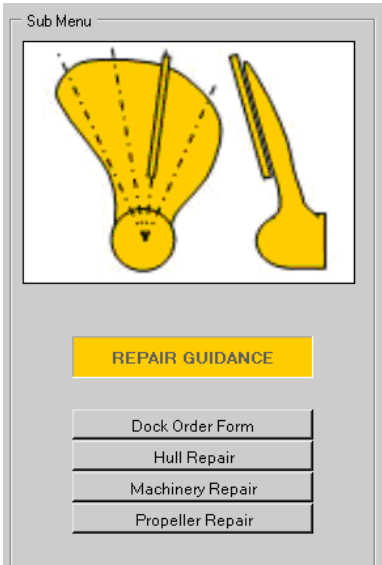 Sub Menu
REPAIR GUIDANCE
Dock Order Form
Hull Repair
Machinery Repair
Propeller Repair